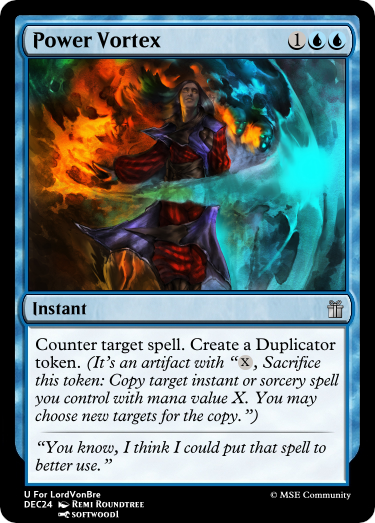 Power Vortex 1UU
Instant
Counter target spell. Create a Duplicator
token. (It's an artifact with “X, Sacrifice
this token: Copy target instant or sorcery spell
you control with mana value X. You may
choose new targets for the copy.”)
“You know, I think I could put that spell to
better use.”
U For LordVonBre
DEC24 Remi Roundtree © MSE Community
softwood1